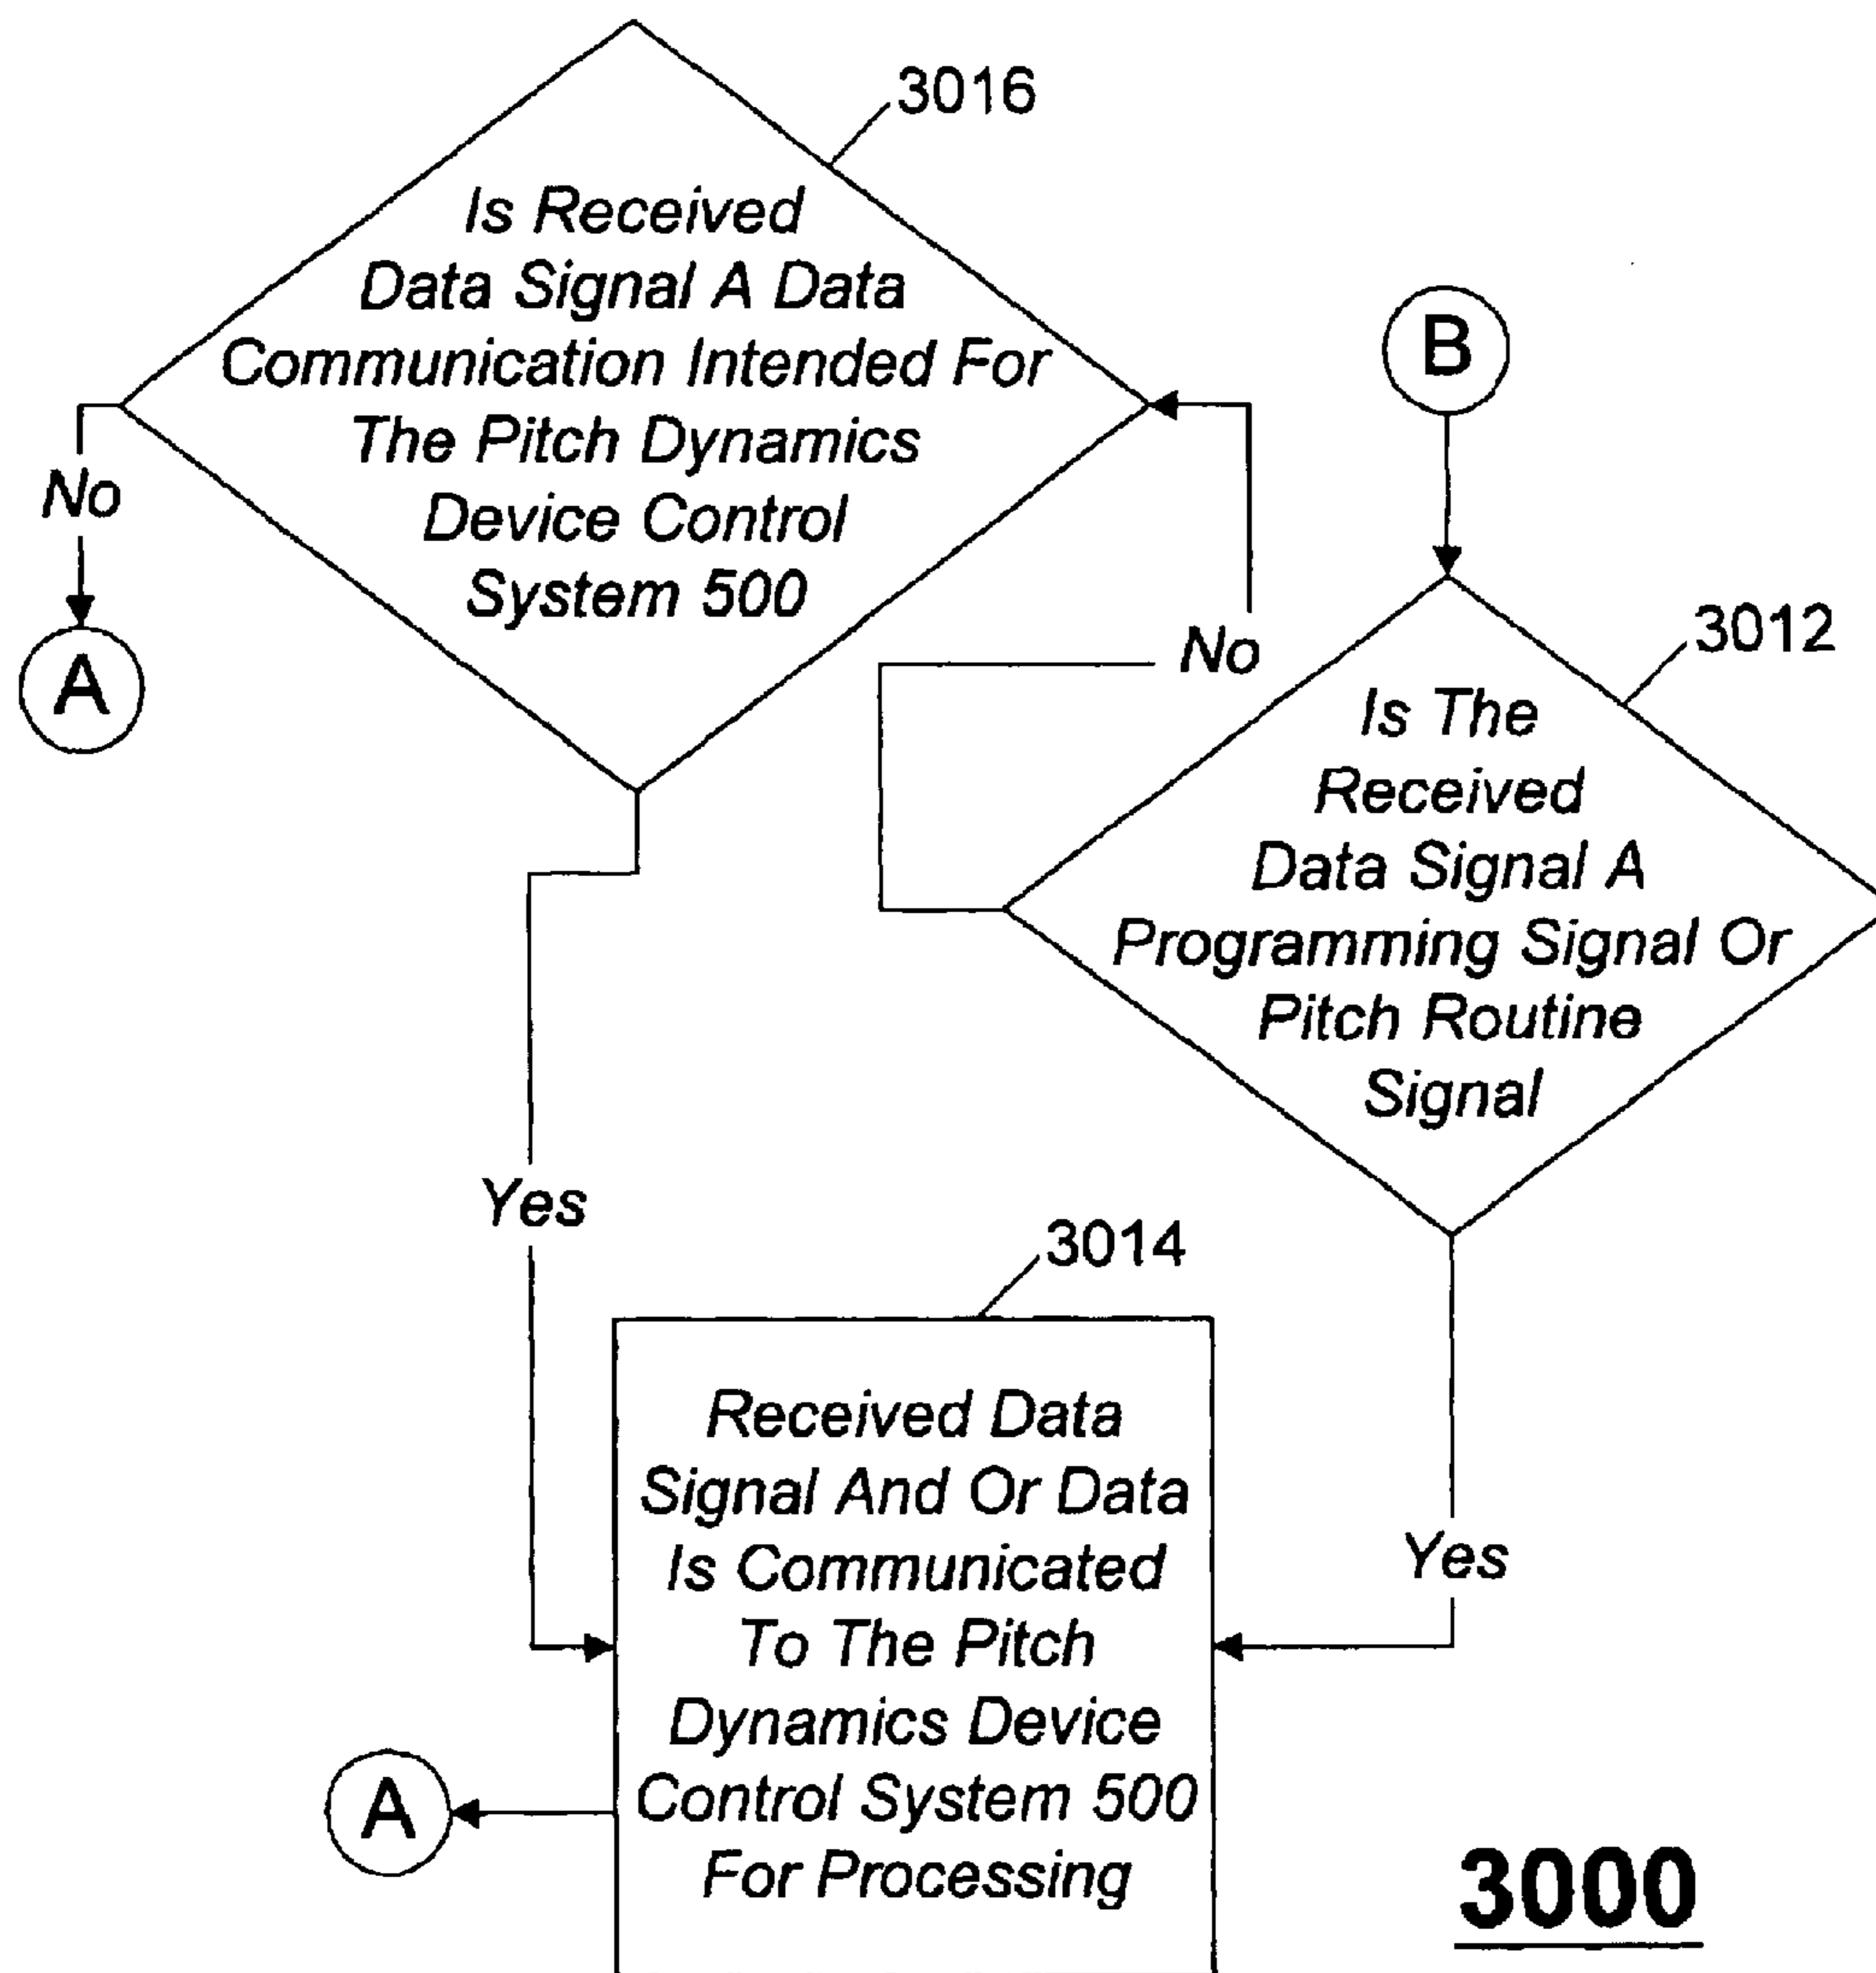 3016
Is Received
Data Signal A Data
Communication Intended For
The Pitch Dynamics
Device Control
System 500
No
A
B
No
3012
Is The
Received
Data Signal A
Programming Signal Or
Pitch Routine
Signal
Yes
Yes
3014
Received Data
Signal And Or Data
Is Communicated
To The Pitch
Dynamics Device
Control System 500
For Processing
A
3000